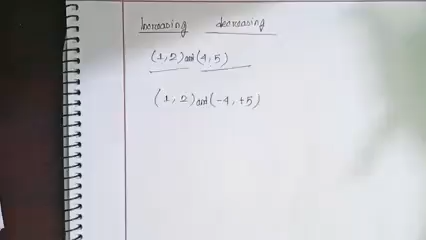 Increasing decreasing
(1,2) and (4,5)
(1,2) and (-4,+5)